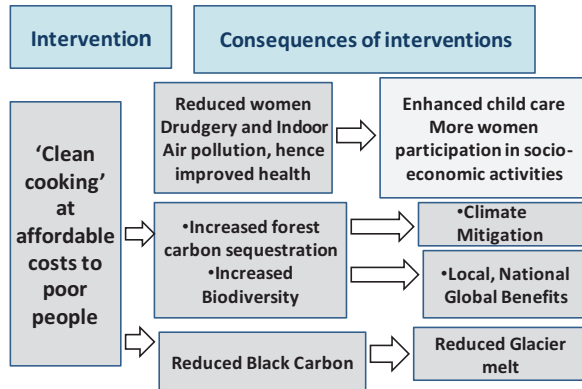 Intervention
Consequences of interventions
‘Clean
cooking’
at
affordable
costs to
poor
people
Reduced women
Drudgery and Indoor
Air pollution, hence
improved health
Enhanced child care
More women
participation in socio-
economic activities
•Increased forest
carbon sequestration
•Increased
Biodiversity
•Climate
Mitigation
•Local, National
Global Benefits
Reduced Black Carbon
Reduced Glacier
melt